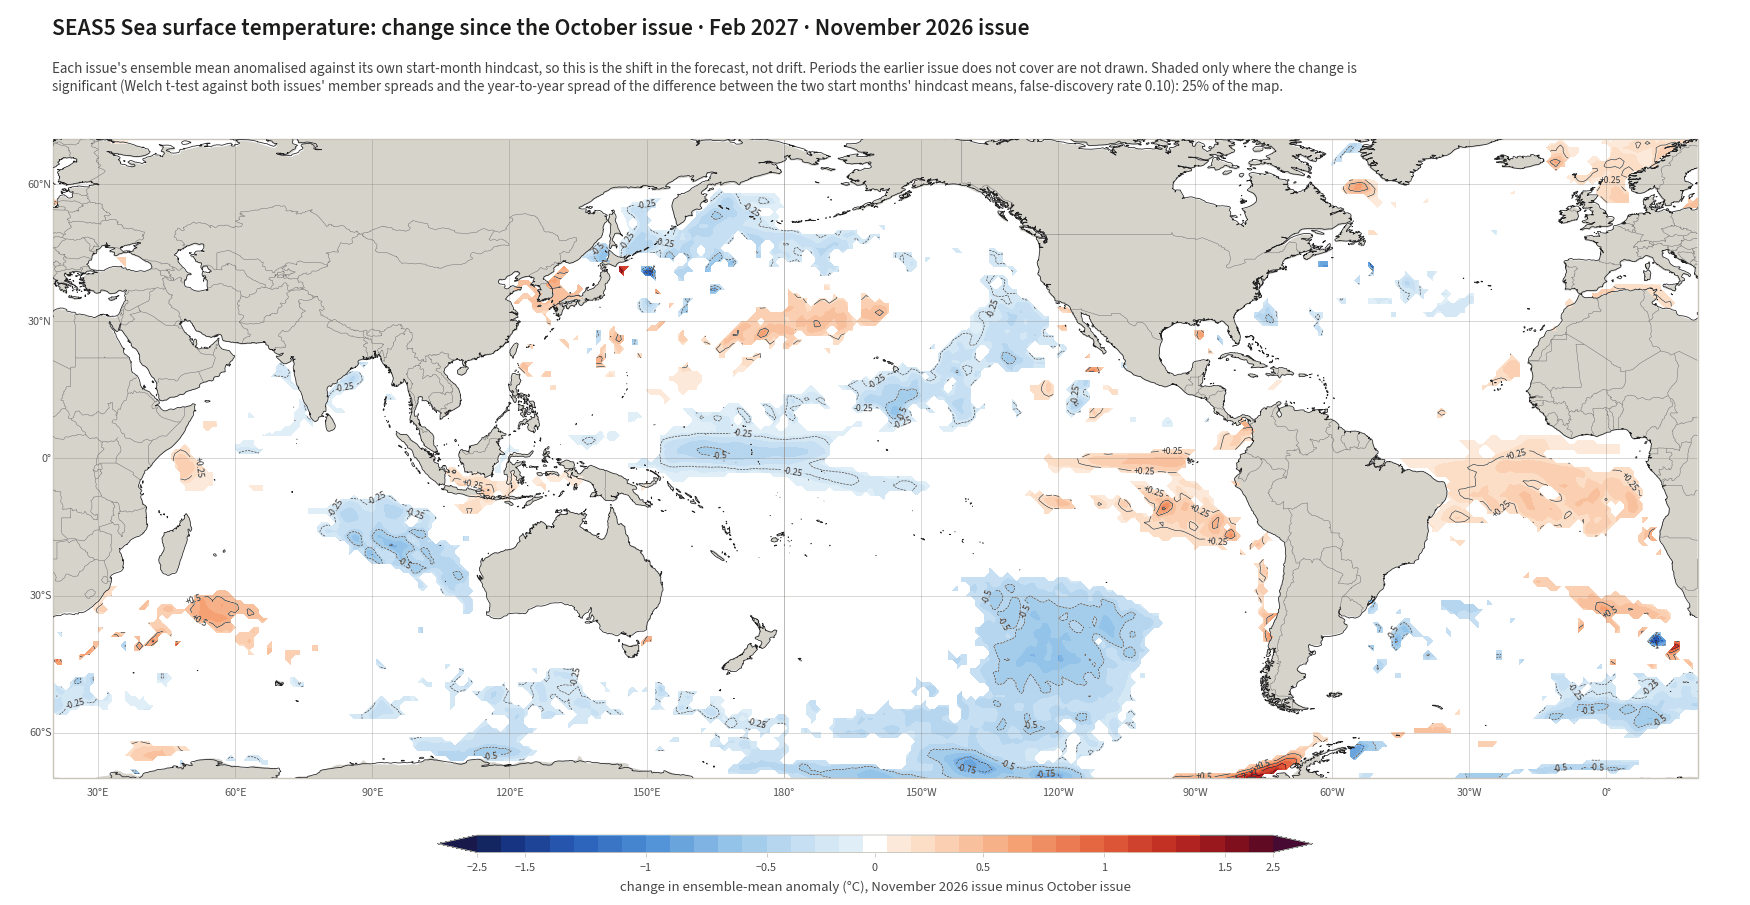 SEAS5 Sea surface temperature: change since the October issue · Feb 2027 · November 2026 issue
Each issue's ensemble mean anomalised against its own start-month hindcast, so this is the shift in the forecast, not drift. Periods the earlier issue does not cover are not drawn. Shaded only where the change is
significant (Welch t-test against both issues' member spreads and the year-to-year spread of the difference between the two start months' hindcast means, false-discovery rate 0.10): 25% of the map.
60°N
30°N
0°
30°S
60°S
30°E 60°E 90°E 120°E 150°E 180° 150°W 120°W 90°W 60°W 30°W 0°
−2.5 −1.5 −1 −0.5 0 0.5 1 1.5 2.5
change in ensemble-mean anomaly (°C), November 2026 issue minus October issue